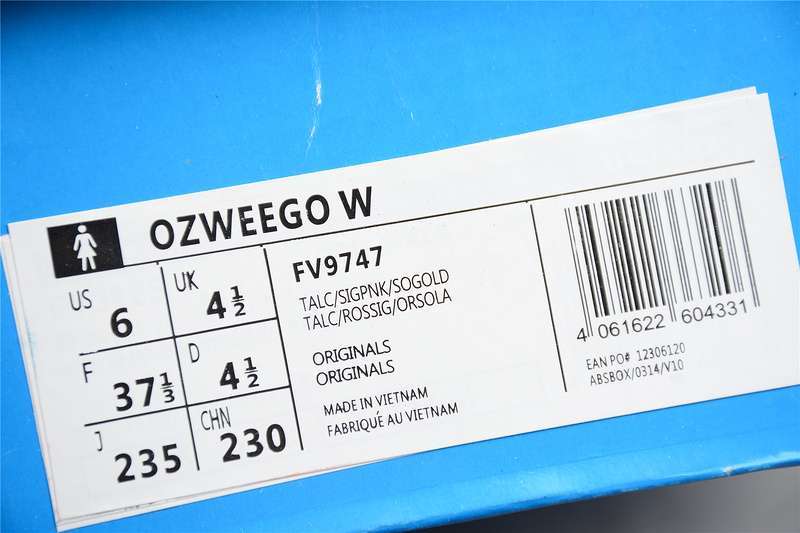 OZWEEGO W
US 6
UK 4 1/2
F 37 1/3
D 4 1/2
J 235
CHN 230
FV9747
TALC/SIGPNK/SOGOLD
TALC/ROSSIG/ORSOLA
ORIGINALS
ORIGINALS
MADE IN VIETNAM
FABRIQUÉ AU VIETNAM
4 061622 604331
EAN PO# 12306120
ABSBOX/0314/V10